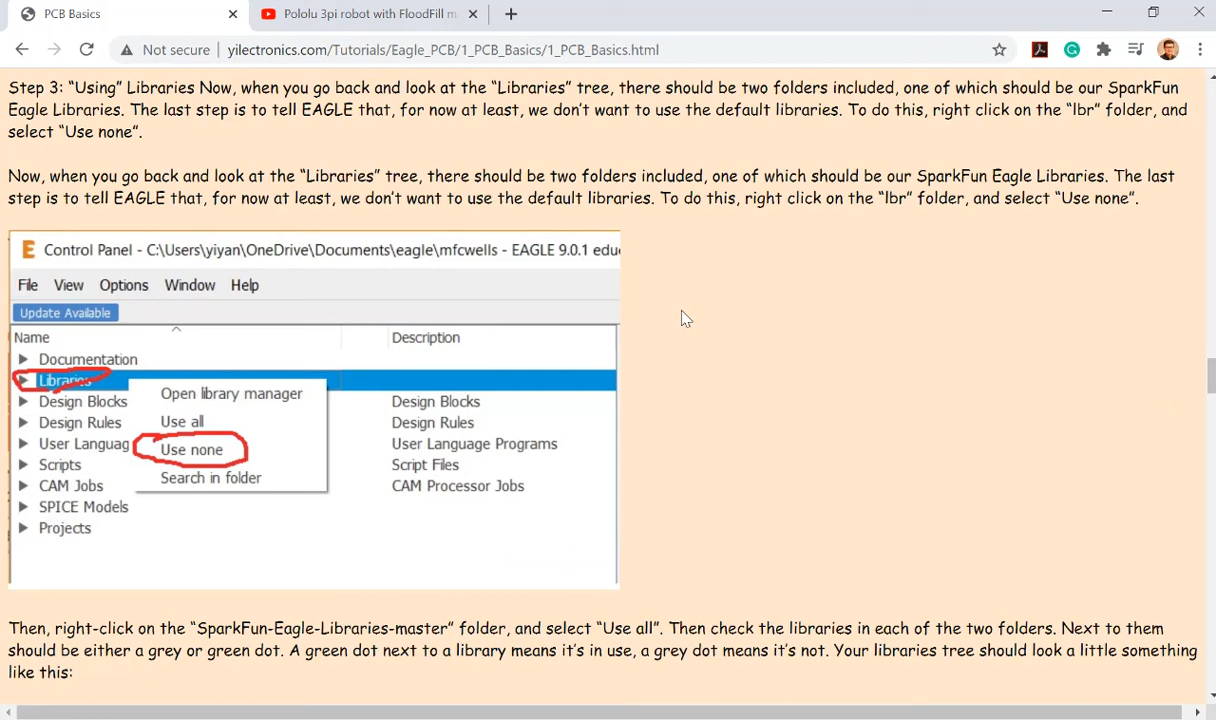 PCB Basics
Pololu 3pi robot with FloodFill m
Not secure
yilectronics.com/Tutorials/Eagle_PCB/1_PCB_Basics/1_PCB_Basics.html
Step 3: “Using” Libraries Now, when you go back and look at the “Libraries” tree, there should be two folders included, one of which should be our SparkFun
Eagle Libraries. The last step is to tell EAGLE that, for now at least, we don’t want to use the default libraries. To do this, right click on the “lbr” folder, and
select “Use none”.
Now, when you go back and look at the “Libraries” tree, there should be two folders included, one of which should be our SparkFun Eagle Libraries. The last
step is to tell EAGLE that, for now at least, we don’t want to use the default libraries. To do this, right click on the “lbr” folder, and select “Use none”.
Control Panel - C:\Users\yiyan\OneDrive\Documents\eagle\mfcwells - EAGLE 9.0.1 edu
File View Options Window Help
Update Available
Name Description
Documentation
Libraries
Open library manager
Design Blocks Design Blocks
Use all
Design Rules Design Rules
User Languag User Language Programs
Use none
Scripts Script Files
Search in folder
CAM Jobs CAM Processor Jobs
SPICE Models
Projects
Then, right-click on the “SparkFun-Eagle-Libraries-master” folder, and select “Use all”. Then check the libraries in each of the two folders. Next to them
should be either a grey or green dot. A green dot next to a library means it’s in use, a grey dot means it’s not. Your libraries tree should look a little something
like this: